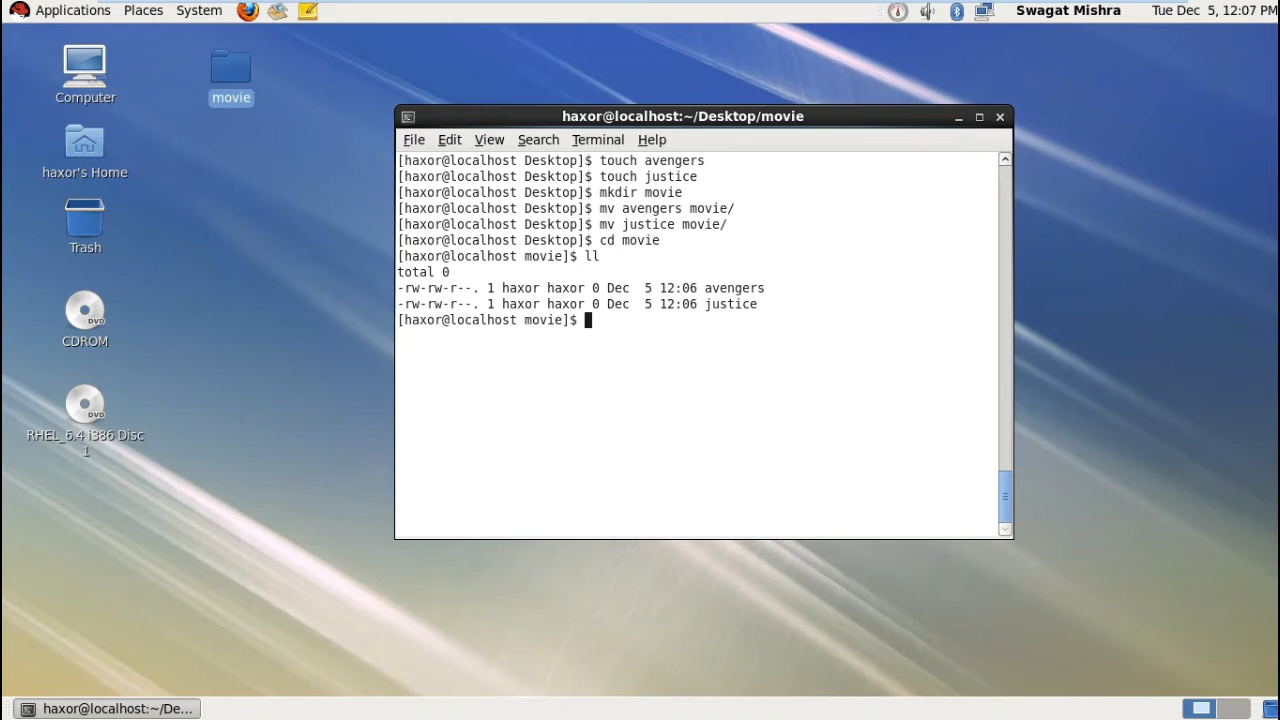 Applications Places System Swagat Mishra Tue Dec 5, 12:07 PM
Computer
movie
haxor's Home
Trash
DVD
CDROM
DVD
RHEL_6.4 i386 Disc
1
haxor@localhost:~/Desktop/movie
File Edit View Search Terminal Help
[haxor@localhost Desktop]$ touch avengers
[haxor@localhost Desktop]$ touch justice
[haxor@localhost Desktop]$ mkdir movie
[haxor@localhost Desktop]$ mv avengers movie/
[haxor@localhost Desktop]$ mv justice movie/
[haxor@localhost Desktop]$ cd movie
[haxor@localhost movie]$ ll
total 0
-rw-rw-r--. 1 haxor haxor 0 Dec  5 12:06 avengers
-rw-rw-r--. 1 haxor haxor 0 Dec  5 12:06 justice
[haxor@localhost movie]$
haxor@localhost:~/De...